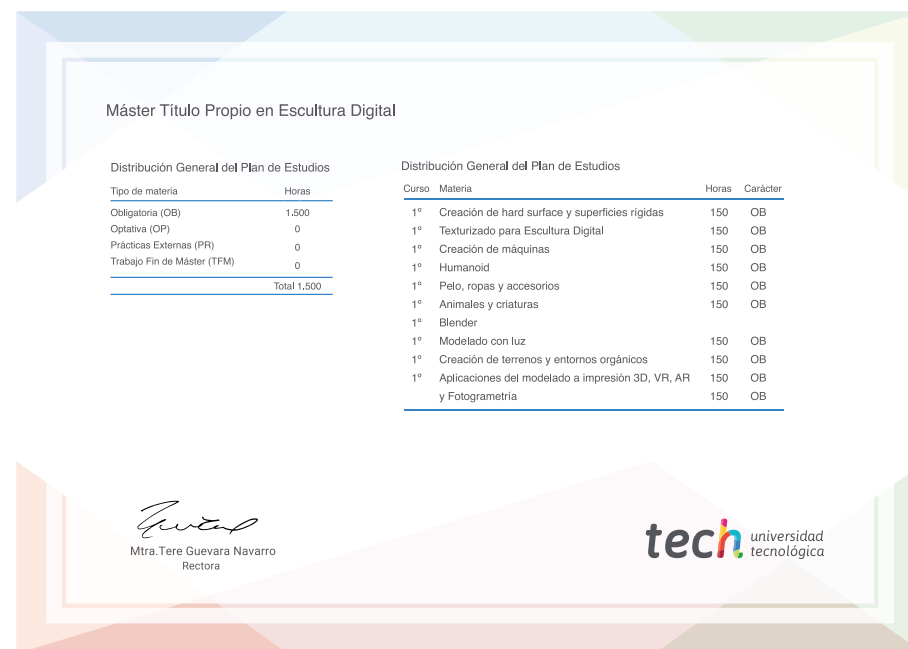 Máster Título Propio en Escultura Digital
Distribución General del Plan de Estudios
Tipo de materia Horas
Obligatoria (OB) 1.500
Optativa (OP) 0
Prácticas Externas (PR) 0
Trabajo Fin de Máster (TFM) 0
Total 1.500
Distribución General del Plan de Estudios
Curso Materia Horas Carácter
1º Creación de hard surface y superficies rígidas 150 OB
1º Texturizado para Escultura Digital 150 OB
1º Creación de máquinas 150 OB
1º Humanoid 150 OB
1º Pelo, ropas y accesorios 150 OB
1º Animales y criaturas 150 OB
1º Blender
1º Modelado con luz 150 OB
1º Creación de terrenos y entornos orgánicos 150 OB
1º Aplicaciones del modelado a impresión 3D, VR, AR 150 OB
y Fotogrametría 150 OB
Mtra.Tere Guevara Navarro
Rectora
tech universidad
tecnológica